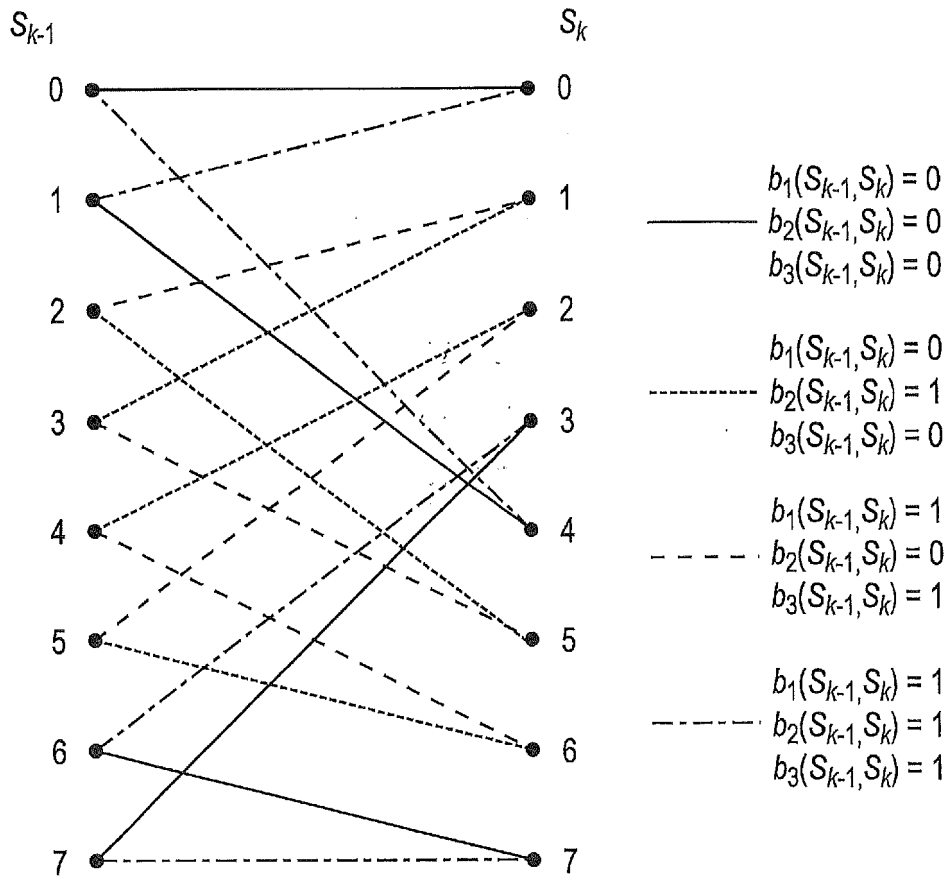 S_{k-1} S_k
0 0
1 1
2 2
3 3
4 4
5 5
6 6
7 7
b_1(S_{k-1},S_k) = 0
b_2(S_{k-1},S_k) = 0
b_3(S_{k-1},S_k) = 0
b_1(S_{k-1},S_k) = 0
b_2(S_{k-1},S_k) = 1
b_3(S_{k-1},S_k) = 0
b_1(S_{k-1},S_k) = 1
b_2(S_{k-1},S_k) = 0
b_3(S_{k-1},S_k) = 1
b_1(S_{k-1},S_k) = 1
b_2(S_{k-1},S_k) = 1
b_3(S_{k-1},S_k) = 1